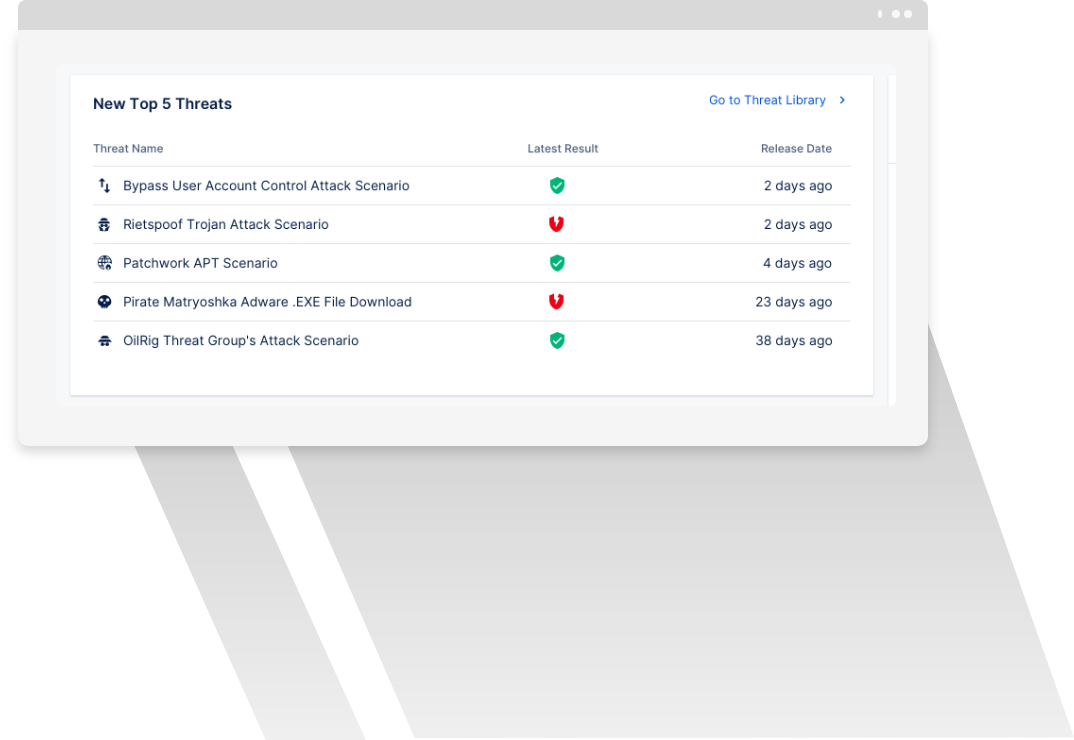 New Top 5 Threats
Go to Threat Library
Threat Name Latest Result Release Date
Bypass User Account Control Attack Scenario 2 days ago
Rietspoof Trojan Attack Scenario 2 days ago
Patchwork APT Scenario 4 days ago
Pirate Matryoshka Adware .EXE File Download 23 days ago
OilRig Threat Group's Attack Scenario 38 days ago